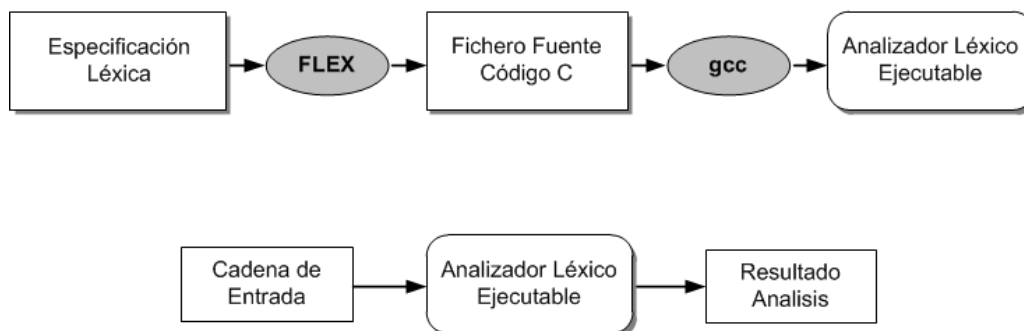 Especificación
Léxica
FLEX
Fichero Fuente
Código C
gcc
Analizador Léxico
Ejecutable
Cadena de
Entrada
Analizador Léxico
Ejecutable
Resultado
Analisis